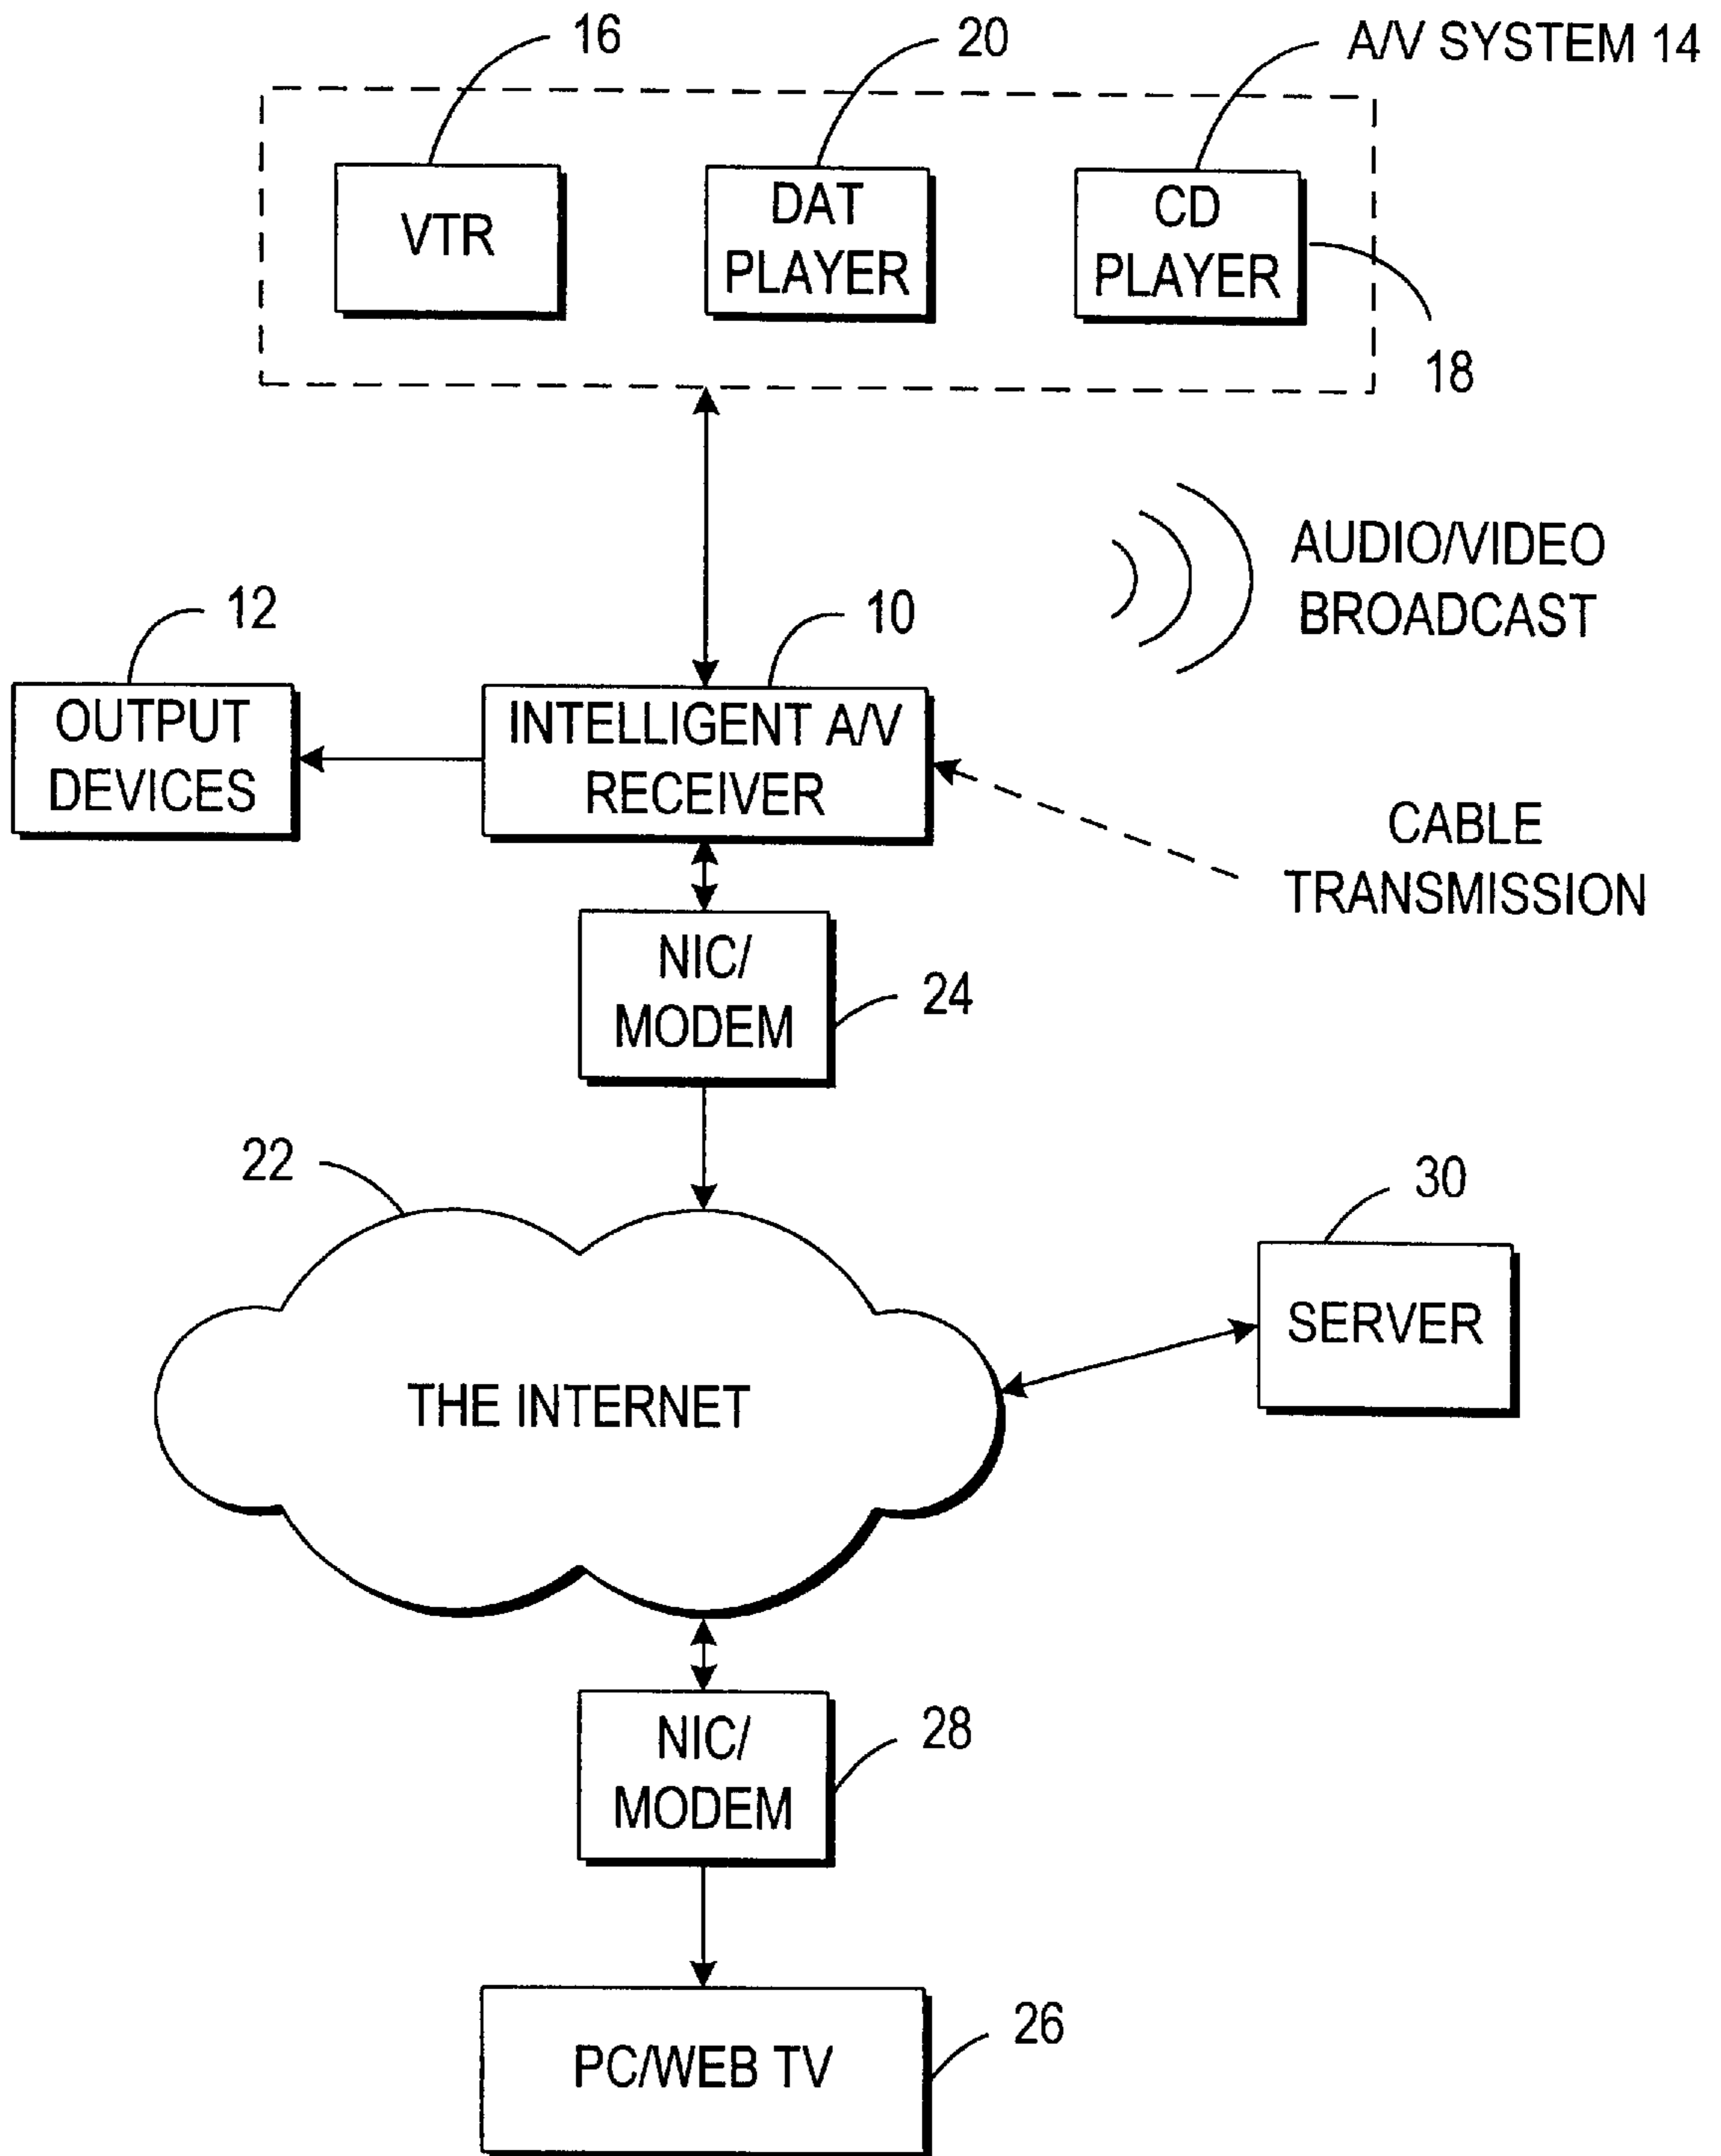 16
20
A/V SYSTEM 14
VTR
DAT
PLAYER
CD
PLAYER
18
AUDIO/VIDEO
BROADCAST
12
10
OUTPUT
DEVICES
INTELLIGENT A/V
RECEIVER
CABLE
TRANSMISSION
NIC/
MODEM
24
22
30
SERVER
THE INTERNET
NIC/
MODEM
28
PC/WEB TV
26